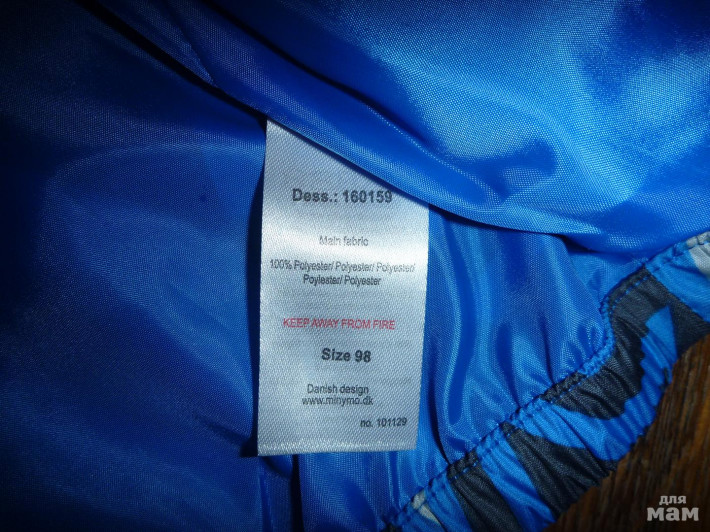 Dess.: 160159
Main fabric
100% Polyester/ Polyester/ Polyester/
Poylester/ Polyester
KEEP AWAY FROM FIRE
Size 98
Danish design
www.minymo.dk
no. 101129
для
мам